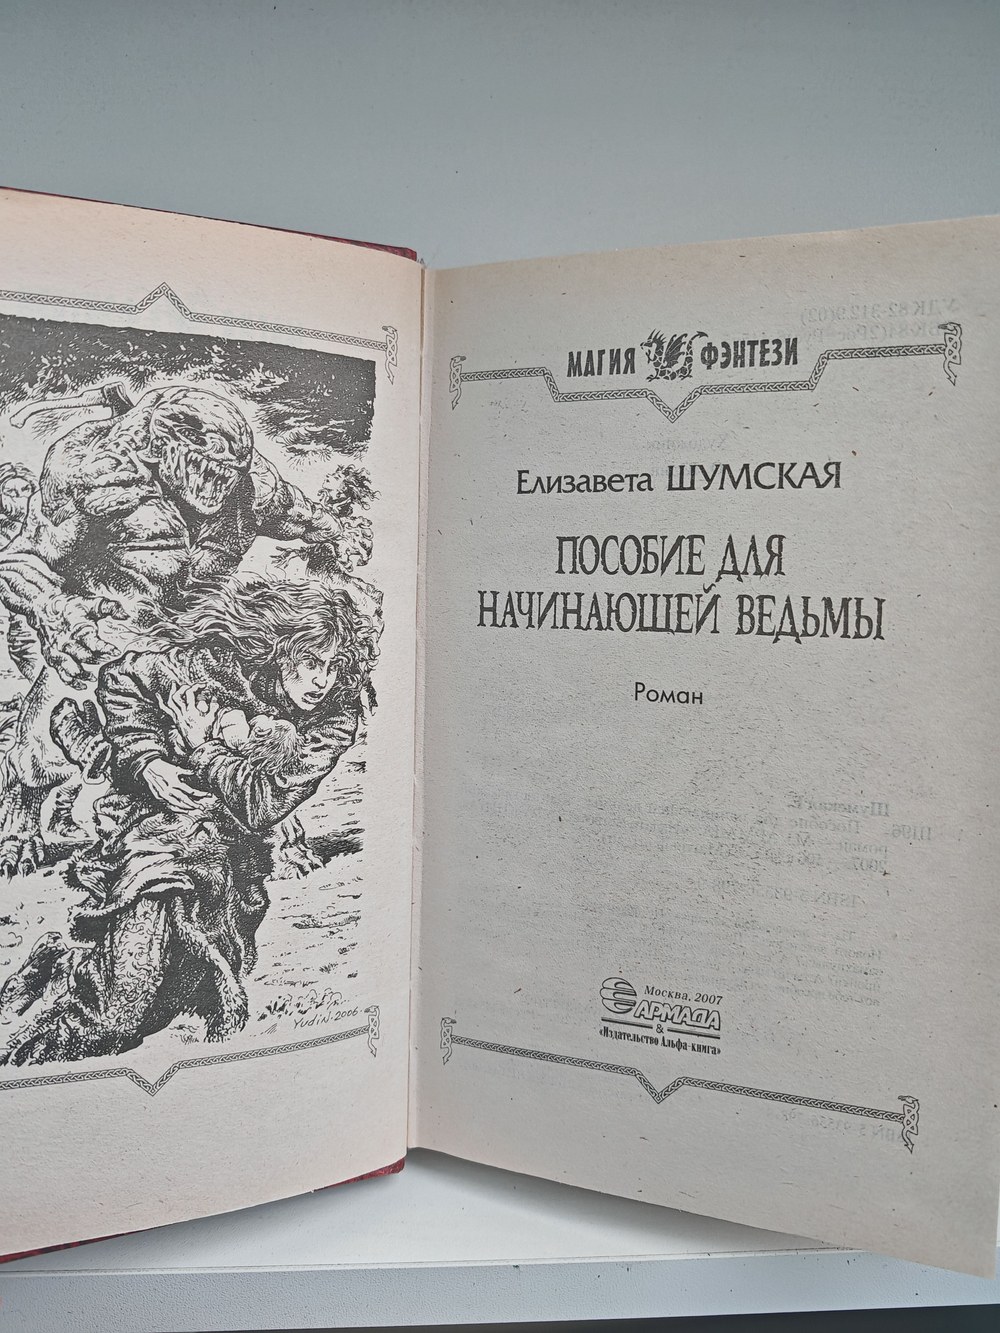 МАГИЯ ФЭНТЕЗИ
Елизавета ШУМСКАЯ
ПОСОБИЕ ДЛЯ
НАЧИНАЮЩЕЙ ВЕДЬМЫ
Роман
Москва, 2007
АРМАДА
&
«Издательство Альфа-книга»
Yudin·2006